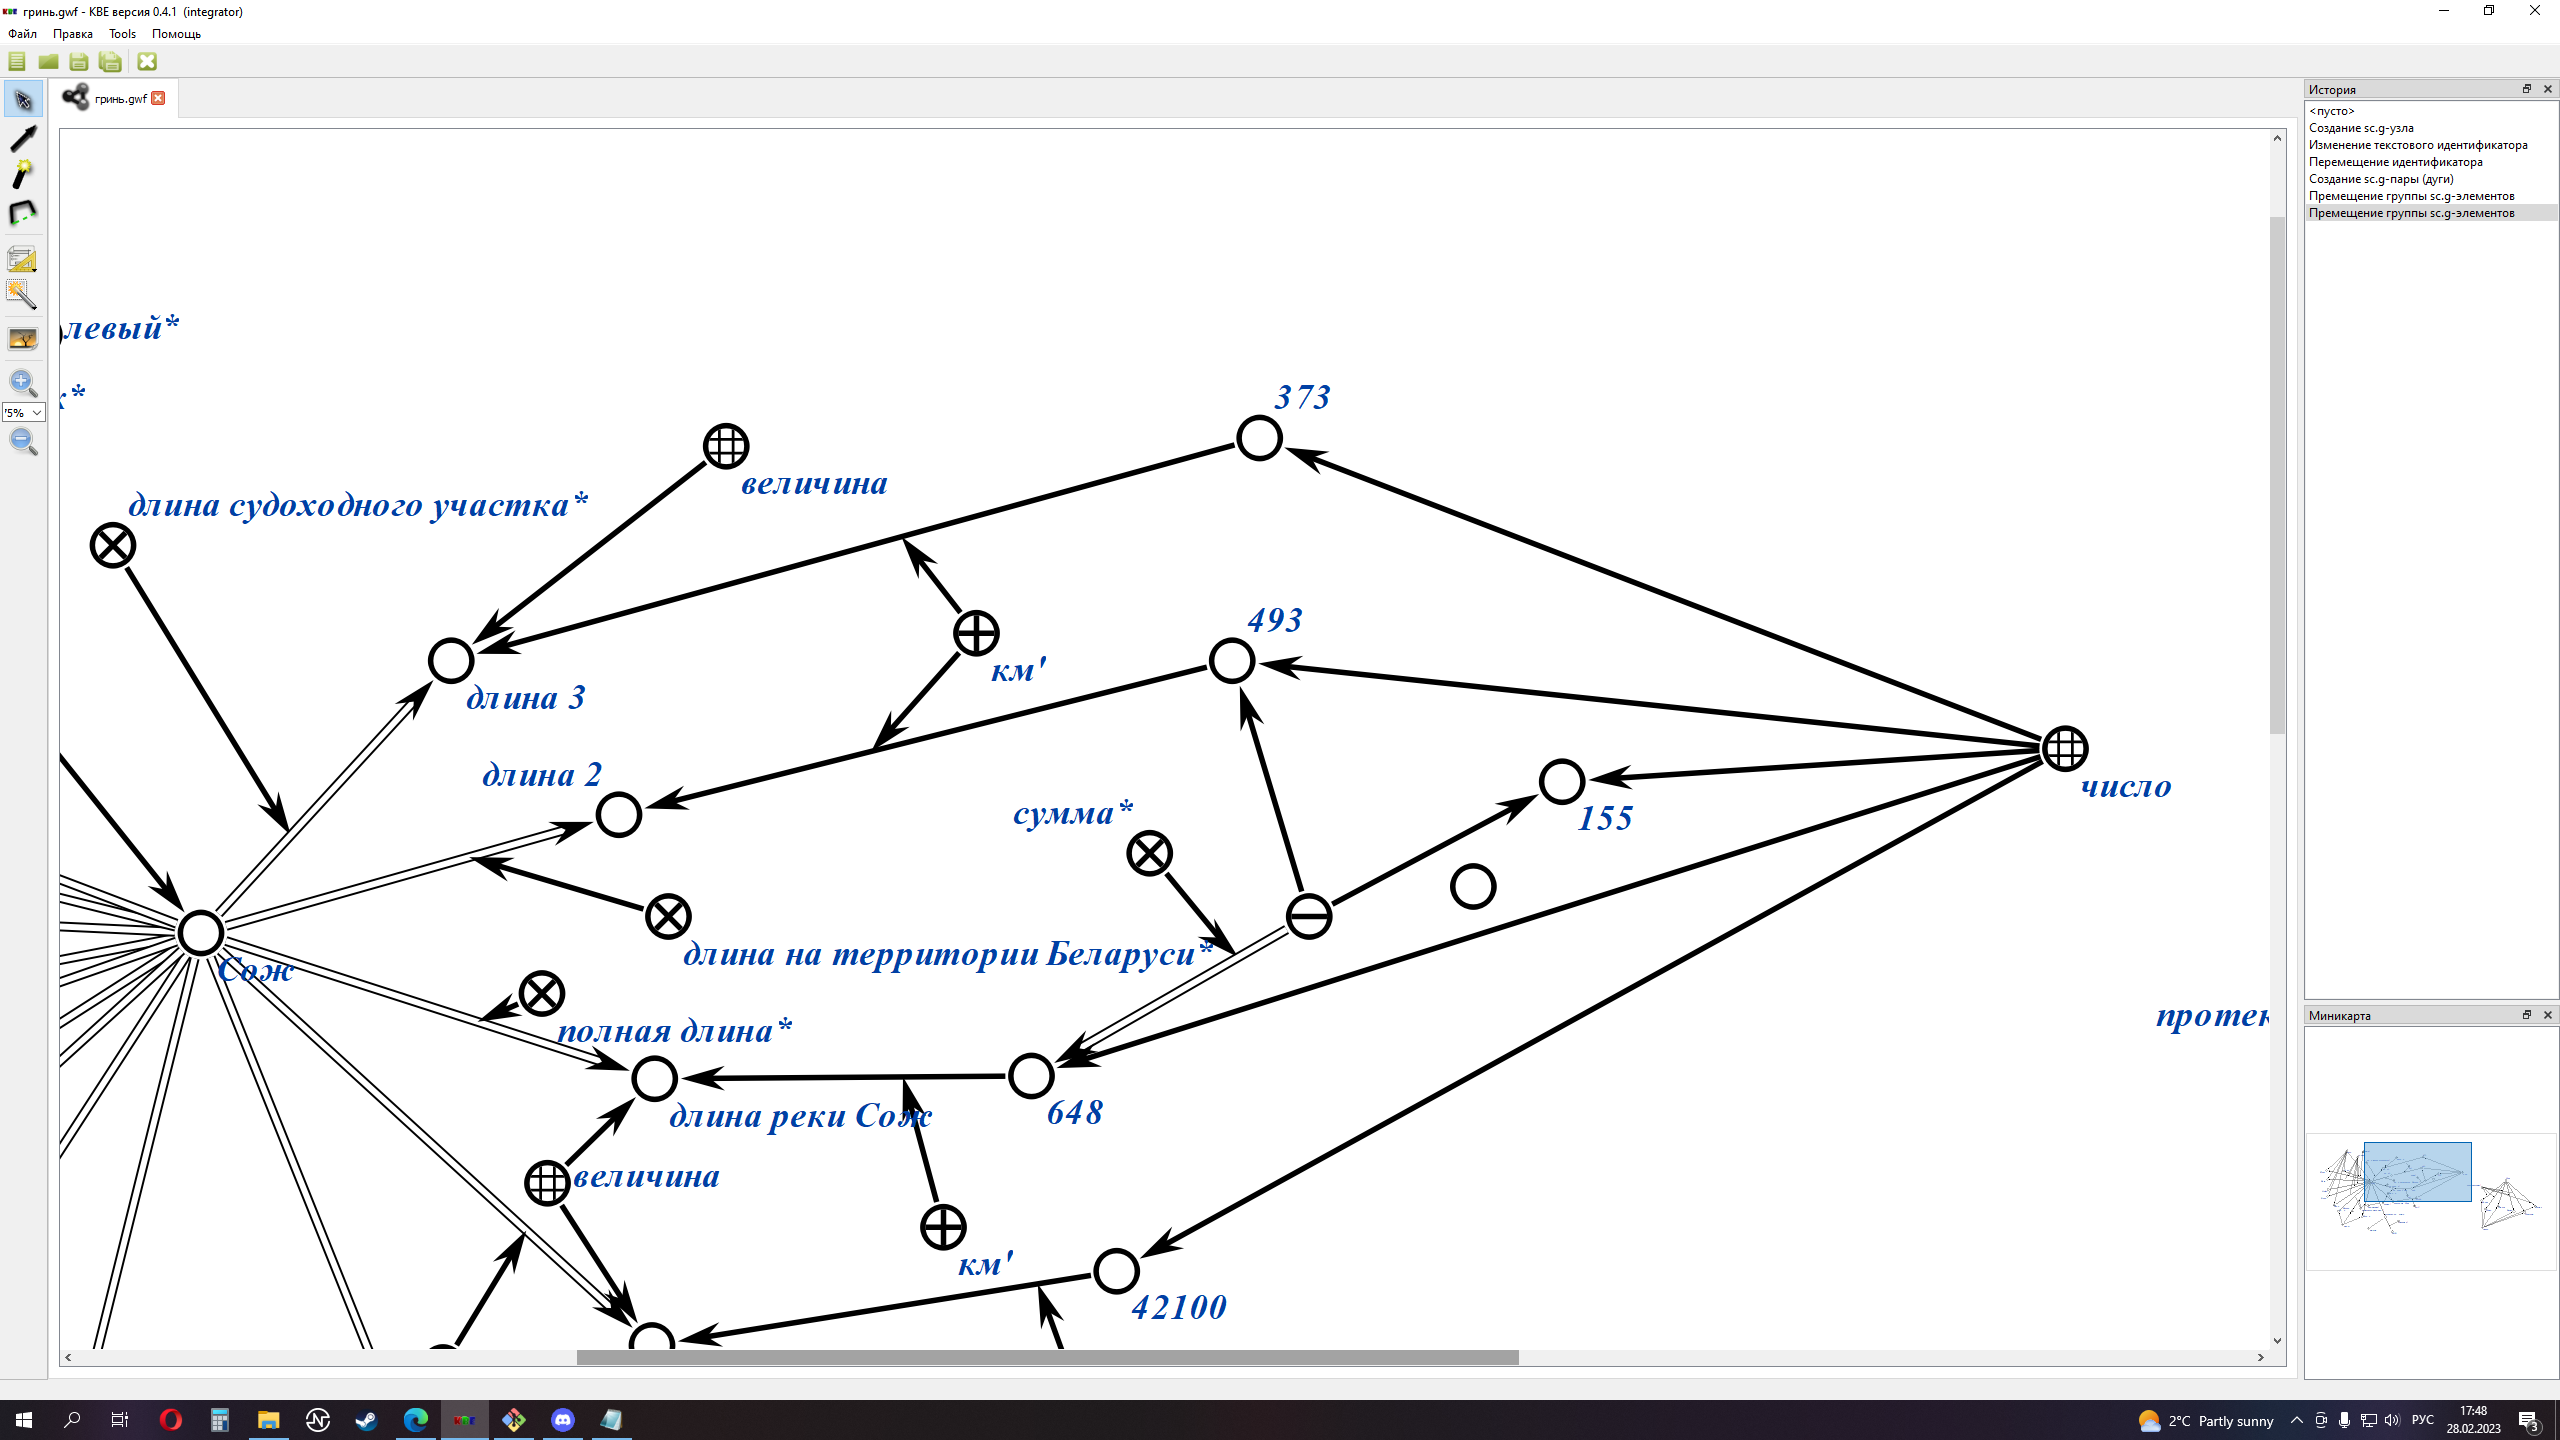 гринь.gwf - KBE версия 0.4.1 (integrator)
Файл Правка Tools Помощь
гринь.gwf
75%
левый*
к*
373
величина
длина судоходного участка*
493
км'
длина 3
длина 2
сумма*
155
число
длина на территории Беларуси*
Сож
полная длина*
протек
длина реки Сож
648
величина
км'
42100
История
<пусто>
Создание sc.g-узла
Изменение текстового идентификатора
Перемещение идентификатора
Создание sc.g-пары (дуги)
Премещение группы sc.g-элементов
Премещение группы sc.g-элементов
Миникарта
KBE
2°C Partly sunny
РУС
17:48
28.02.2023
3